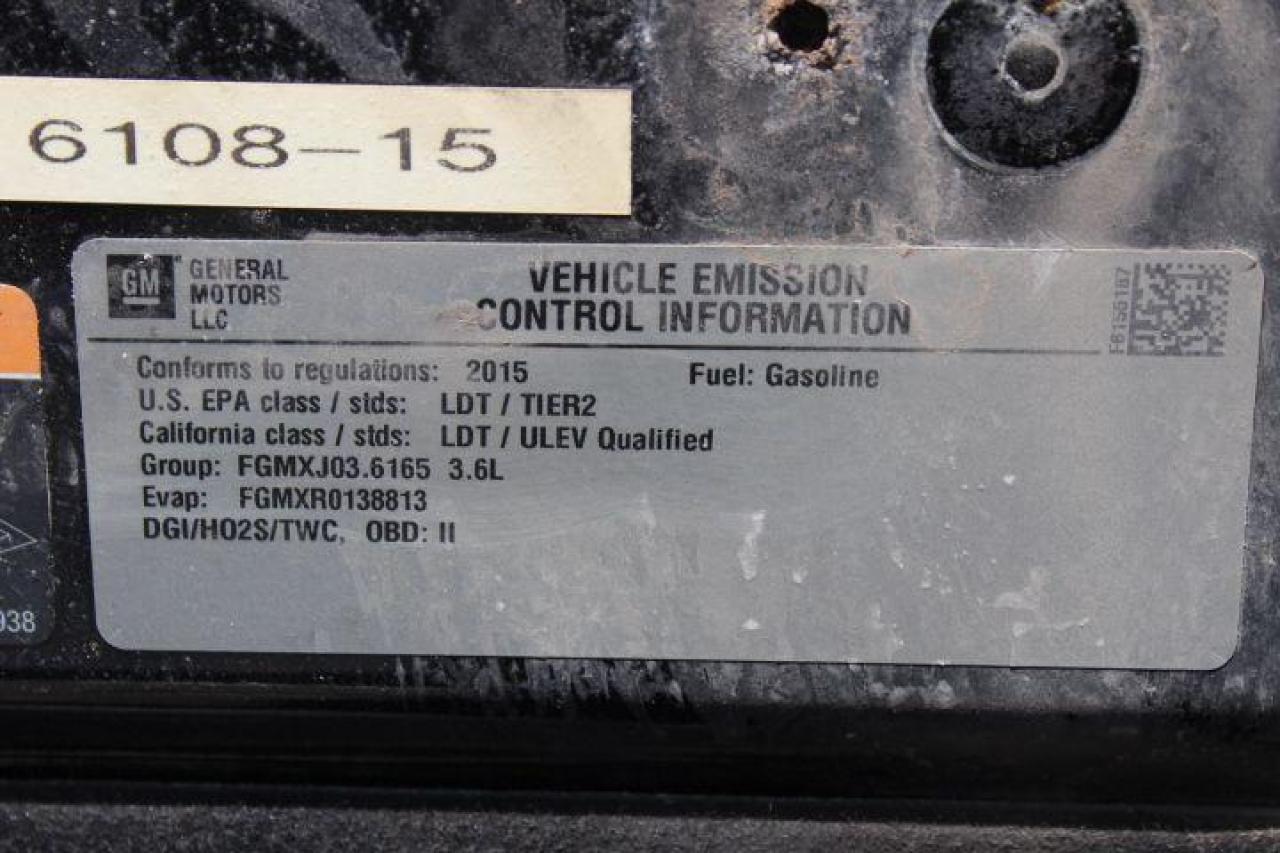 6108-15
GM
GENERAL
MOTORS
LLC
VEHICLE EMISSION
CONTROL INFORMATION
Conforms to regulations: 2015 Fuel: Gasoline
U.S. EPA class / stds: LDT / TIER2
California class / stds: LDT / ULEV Qualified
Group: FGMXJ03.6165 3.6L
Evap: FGMXR0138813
DGI/HO2S/TWC, OBD: II
938